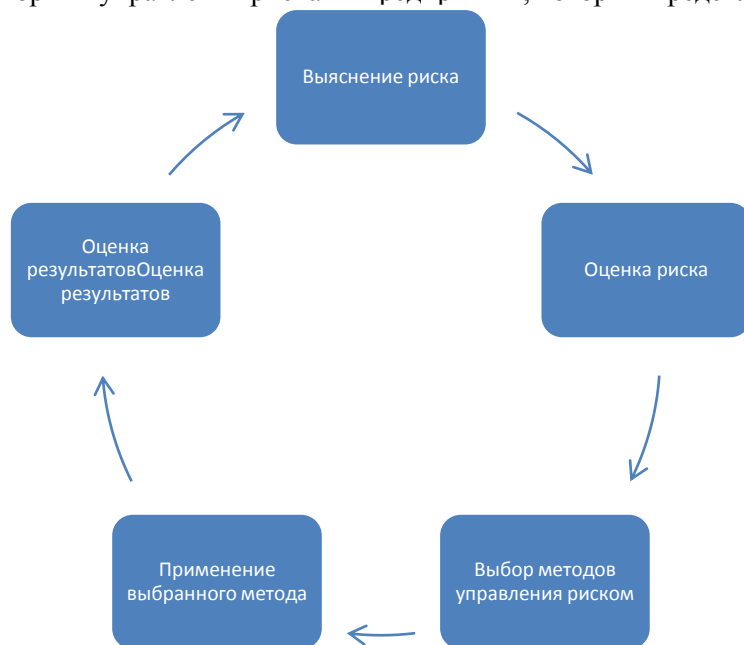 Выяснение риска
Оценка риска
Выбор методов
управления риском
Применение
выбранного метода
Оценка
результатовОценка
результатов